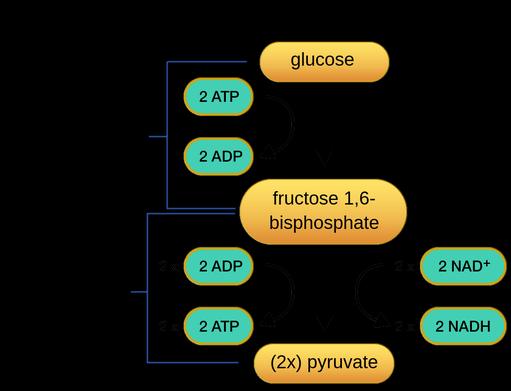 glucose
2 ATP
2 ADP
fructose 1,6-
bisphosphate
2 x
2 ADP
2 x
2 NAD⁺
2 x
2 ATP
2 x
2 NADH
(2x) pyruvate